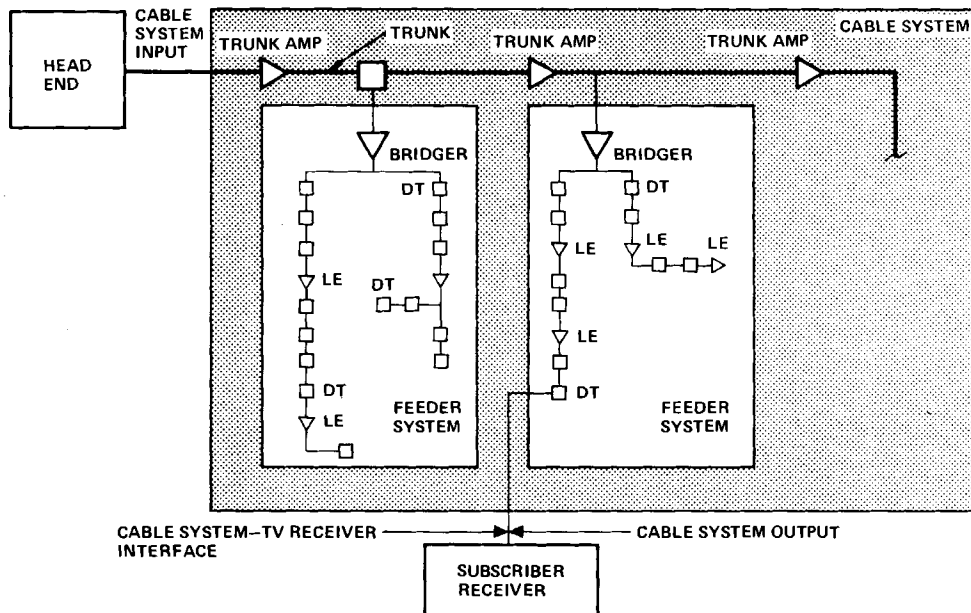 CABLE
SYSTEM
INPUT
HEAD
END
TRUNK AMP
TRUNK
TRUNK AMP
TRUNK AMP
CABLE SYSTEM
BRIDGER
DT
LE
DT
DT
LE
FEEDER
SYSTEM
BRIDGER
DT
LE
LE
LE
LE
DT
FEEDER
SYSTEM
CABLE SYSTEM–TV RECEIVER
INTERFACE
CABLE SYSTEM OUTPUT
SUBSCRIBER
RECEIVER